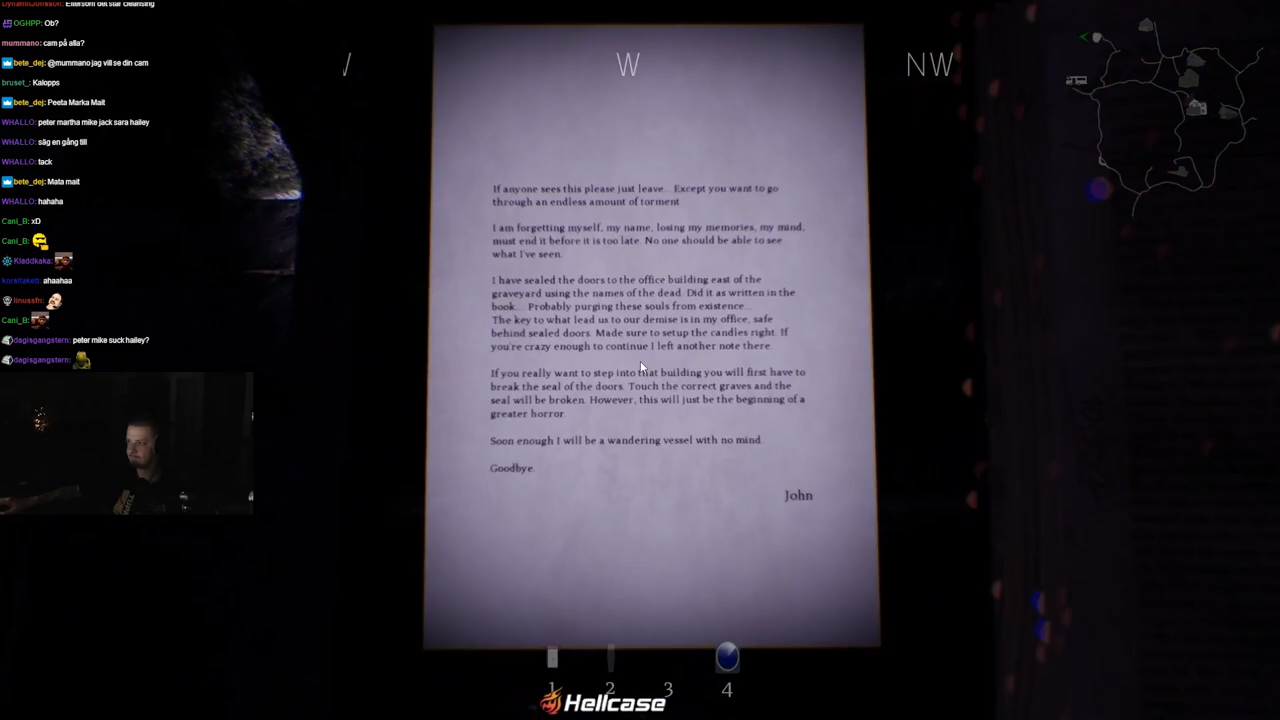 DynamitJonsson: Eftersom det står cleansing
OGHPP: Ob?
mummano: cam på alla?
bete_dej: @mummano jag vill se din cam
bruset_: Kalopps
bete_dej: Peeta Marka Mait
WHALLO: peter martha mike jack sara hailey
WHALLO: säg en gång till
WHALLO: tack
bete_dej: Mata mait
WHALLO: hahaha
Cani_B: xD
Cani_B:
Kladdkaka:
korsitzkett: ahaahaa
linussfn:
Cani_B:
dagisgangstern: peter mike suck hailey?
dagisgangstern:
W
NW
If anyone sees this please just leave... Except you want to go
through an endless amount of torment
I am forgetting myself, my name, losing my memories, my mind,
must end it before it is too late. No one should be able to see
what I've seen.
I have sealed the doors to the office building east of the
graveyard using the names of the dead. Did it as written in the
book.... Probably purging these souls from existence...
The key to what lead us to our demise is in my office, safe
behind sealed doors. Made sure to setup the candles right. If
you're crazy enough to continue I left another note there.
If you really want to step into that building you will first have to
break the seal of the doors. Touch the correct graves and the
seal will be broken. However, this will just be the beginning of a
greater horror.
Soon enough I will be a wandering vessel with no mind.
Goodbye.
John
1 2 3 4
Hellcase